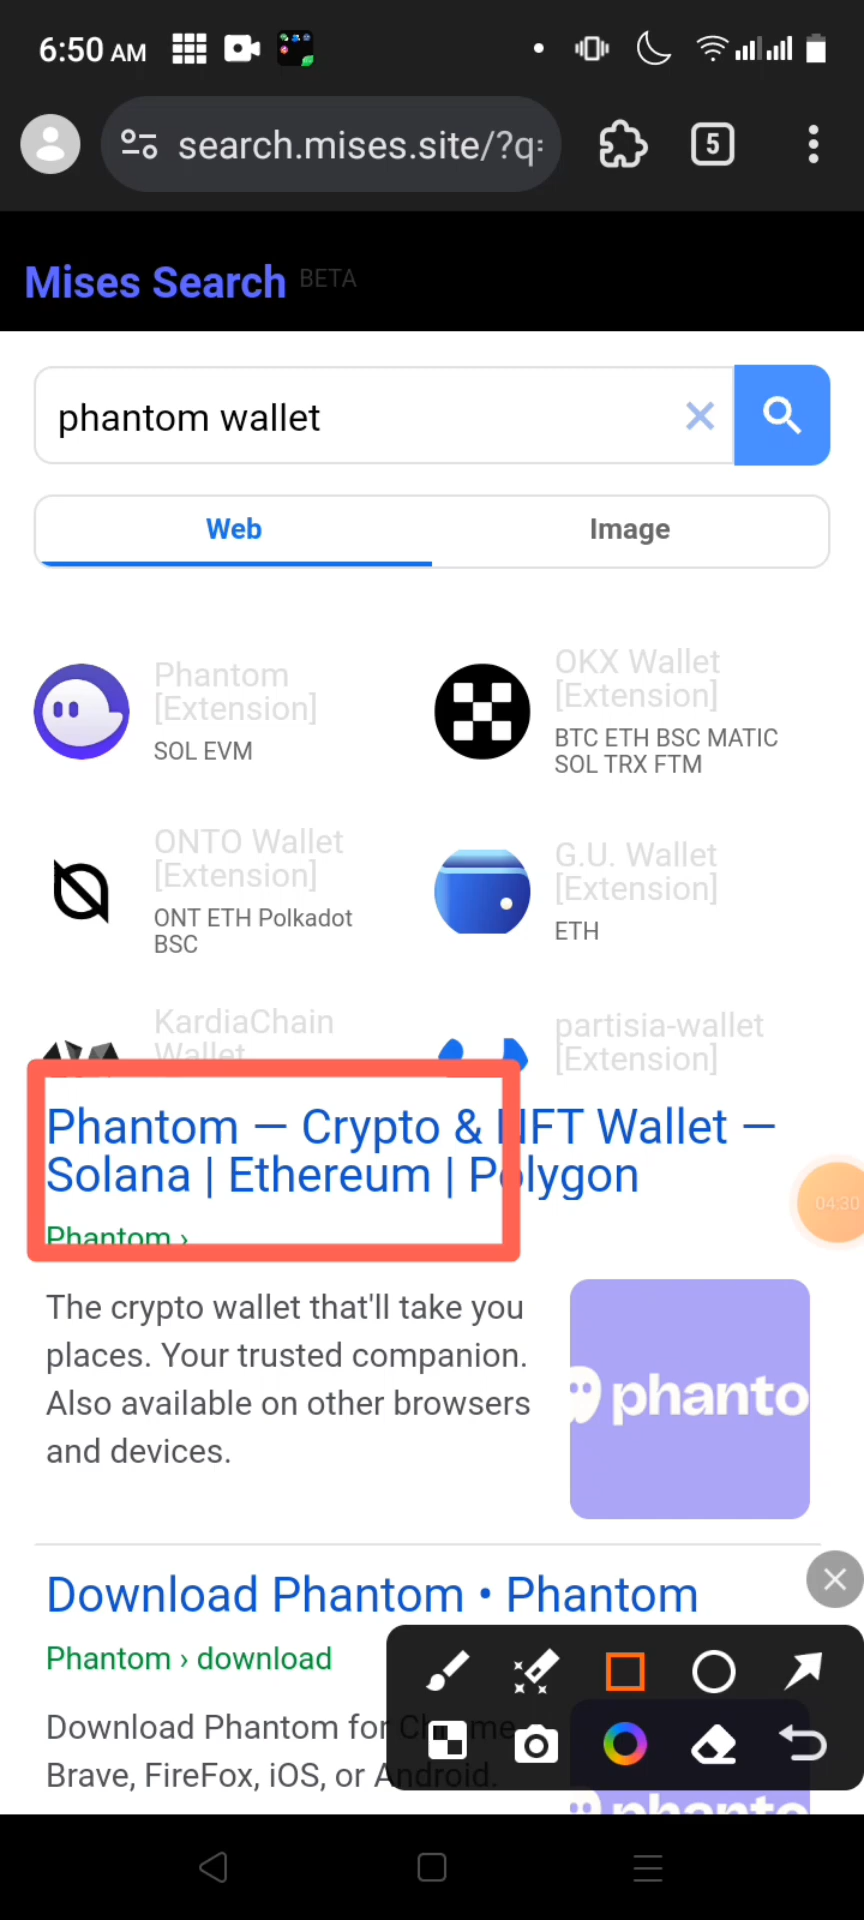 6:50 AM
search.mises.site/?q=
5
Mises Search BETA
phantom wallet
Web
Image
Phantom
[Extension]
SOL EVM
OKX Wallet
[Extension]
BTC ETH BSC MATIC
SOL TRX FTM
ONTO Wallet
[Extension]
ONT ETH Polkadot
BSC
G.U. Wallet
[Extension]
ETH
KardiaChain
Wallet
partisia-wallet
[Extension]
Phantom — Crypto & NFT Wallet —
Solana | Ethereum | Polygon
Phantom ›
04:30
The crypto wallet that'll take you
places. Your trusted companion.
Also available on other browsers
and devices.
phanto
Download Phantom • Phantom
Phantom › download
Download Phantom for Chrome,
Brave, FireFox, iOS, or Android.
phanto